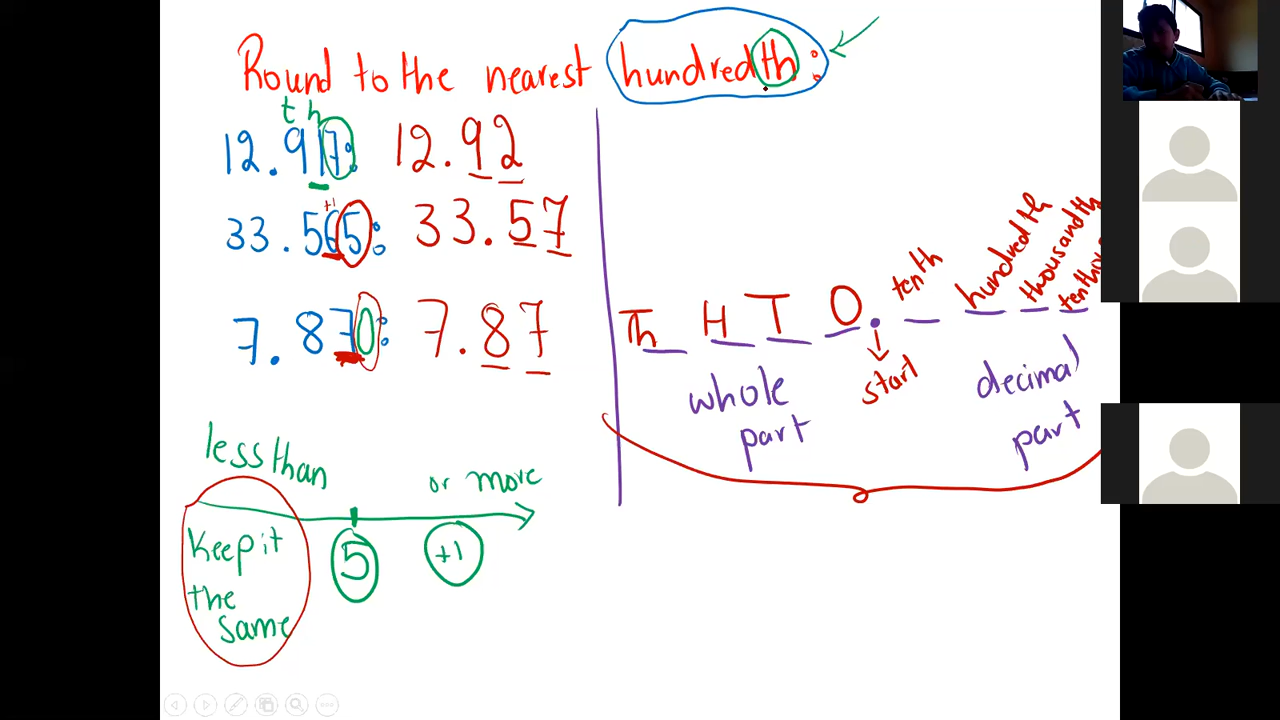 Round to the nearest hundredth:
t h
12.917: 12.92
+1
33.565: 33.57
7.870: 7.87
less than
or more
Keep it
the
same
5
+1
tenth
hundredth
thousandth
Th H T O .
start
whole
part
decimal
part